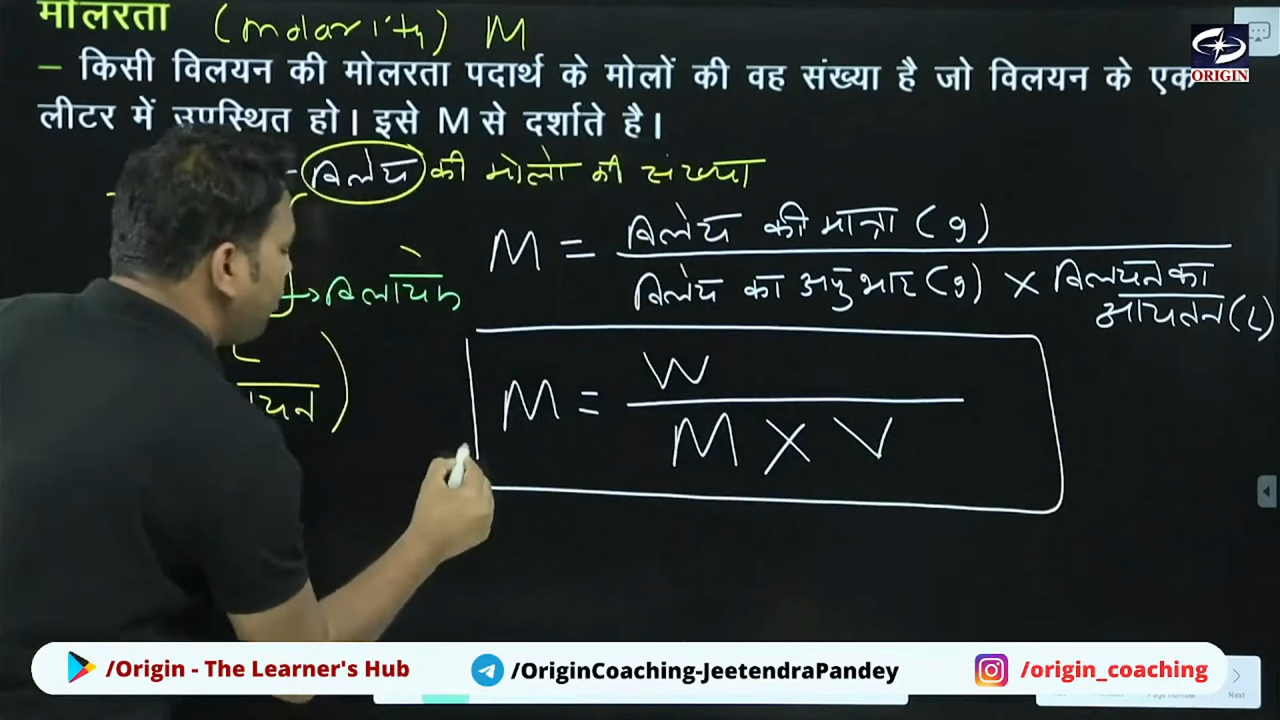 मोलरता (molarity) M
ORIGIN
– किसी विलयन की मोलरता पदार्थ के मोलों की वह संख्या है जो विलयन के एक
लीटर में उपस्थित हो। इसे M से दर्शाते है।
विलेय की मोलो की संख्या
M = विलेय की मात्रा (g)
विलेय का अणुभार (g) × विलयन का
आयतन (L)
→ विलायक
L
M = W
M × V
/Origin - The Learner's Hub
/OriginCoaching-JeetendraPandey
/origin_coaching
Next